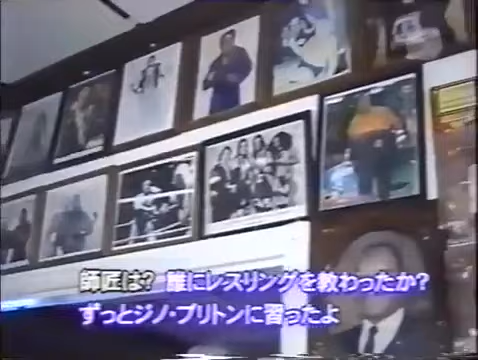 師匠は? 誰にレスリングを教わったか?
ずっとジノ・ブリトンに習ったよ